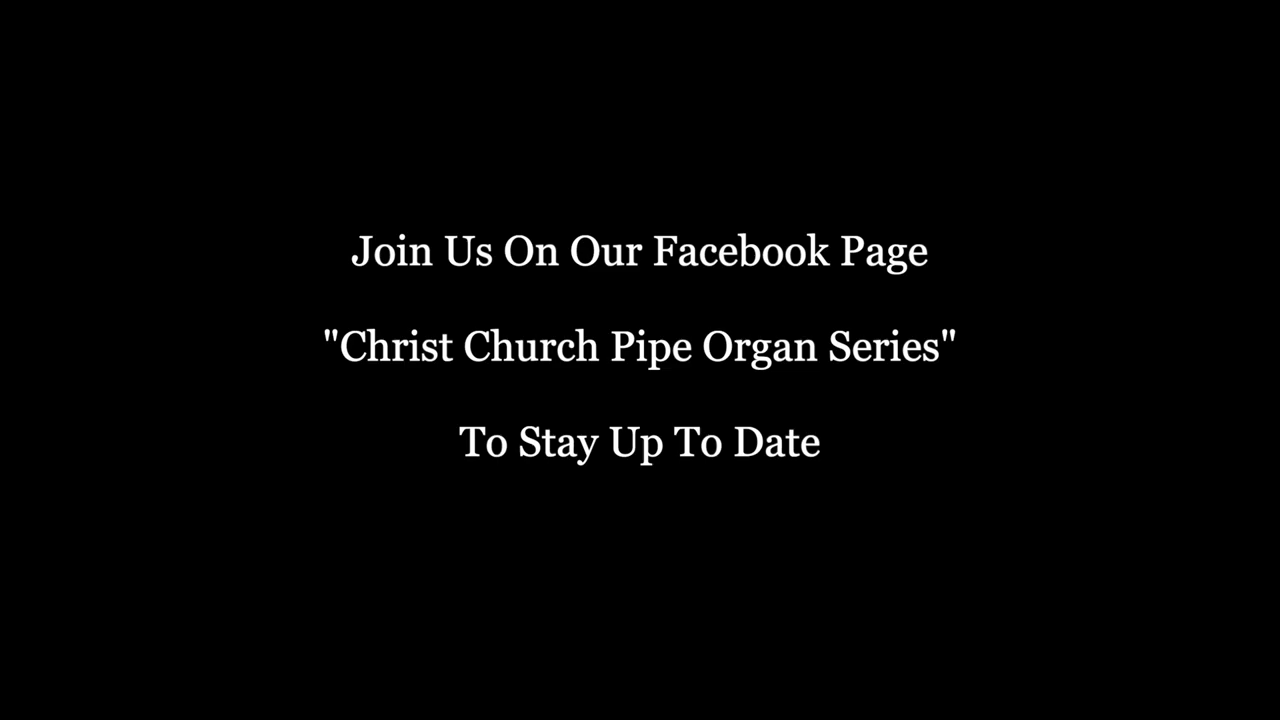 Join Us On Our Facebook Page
"Christ Church Pipe Organ Series"
To Stay Up To Date